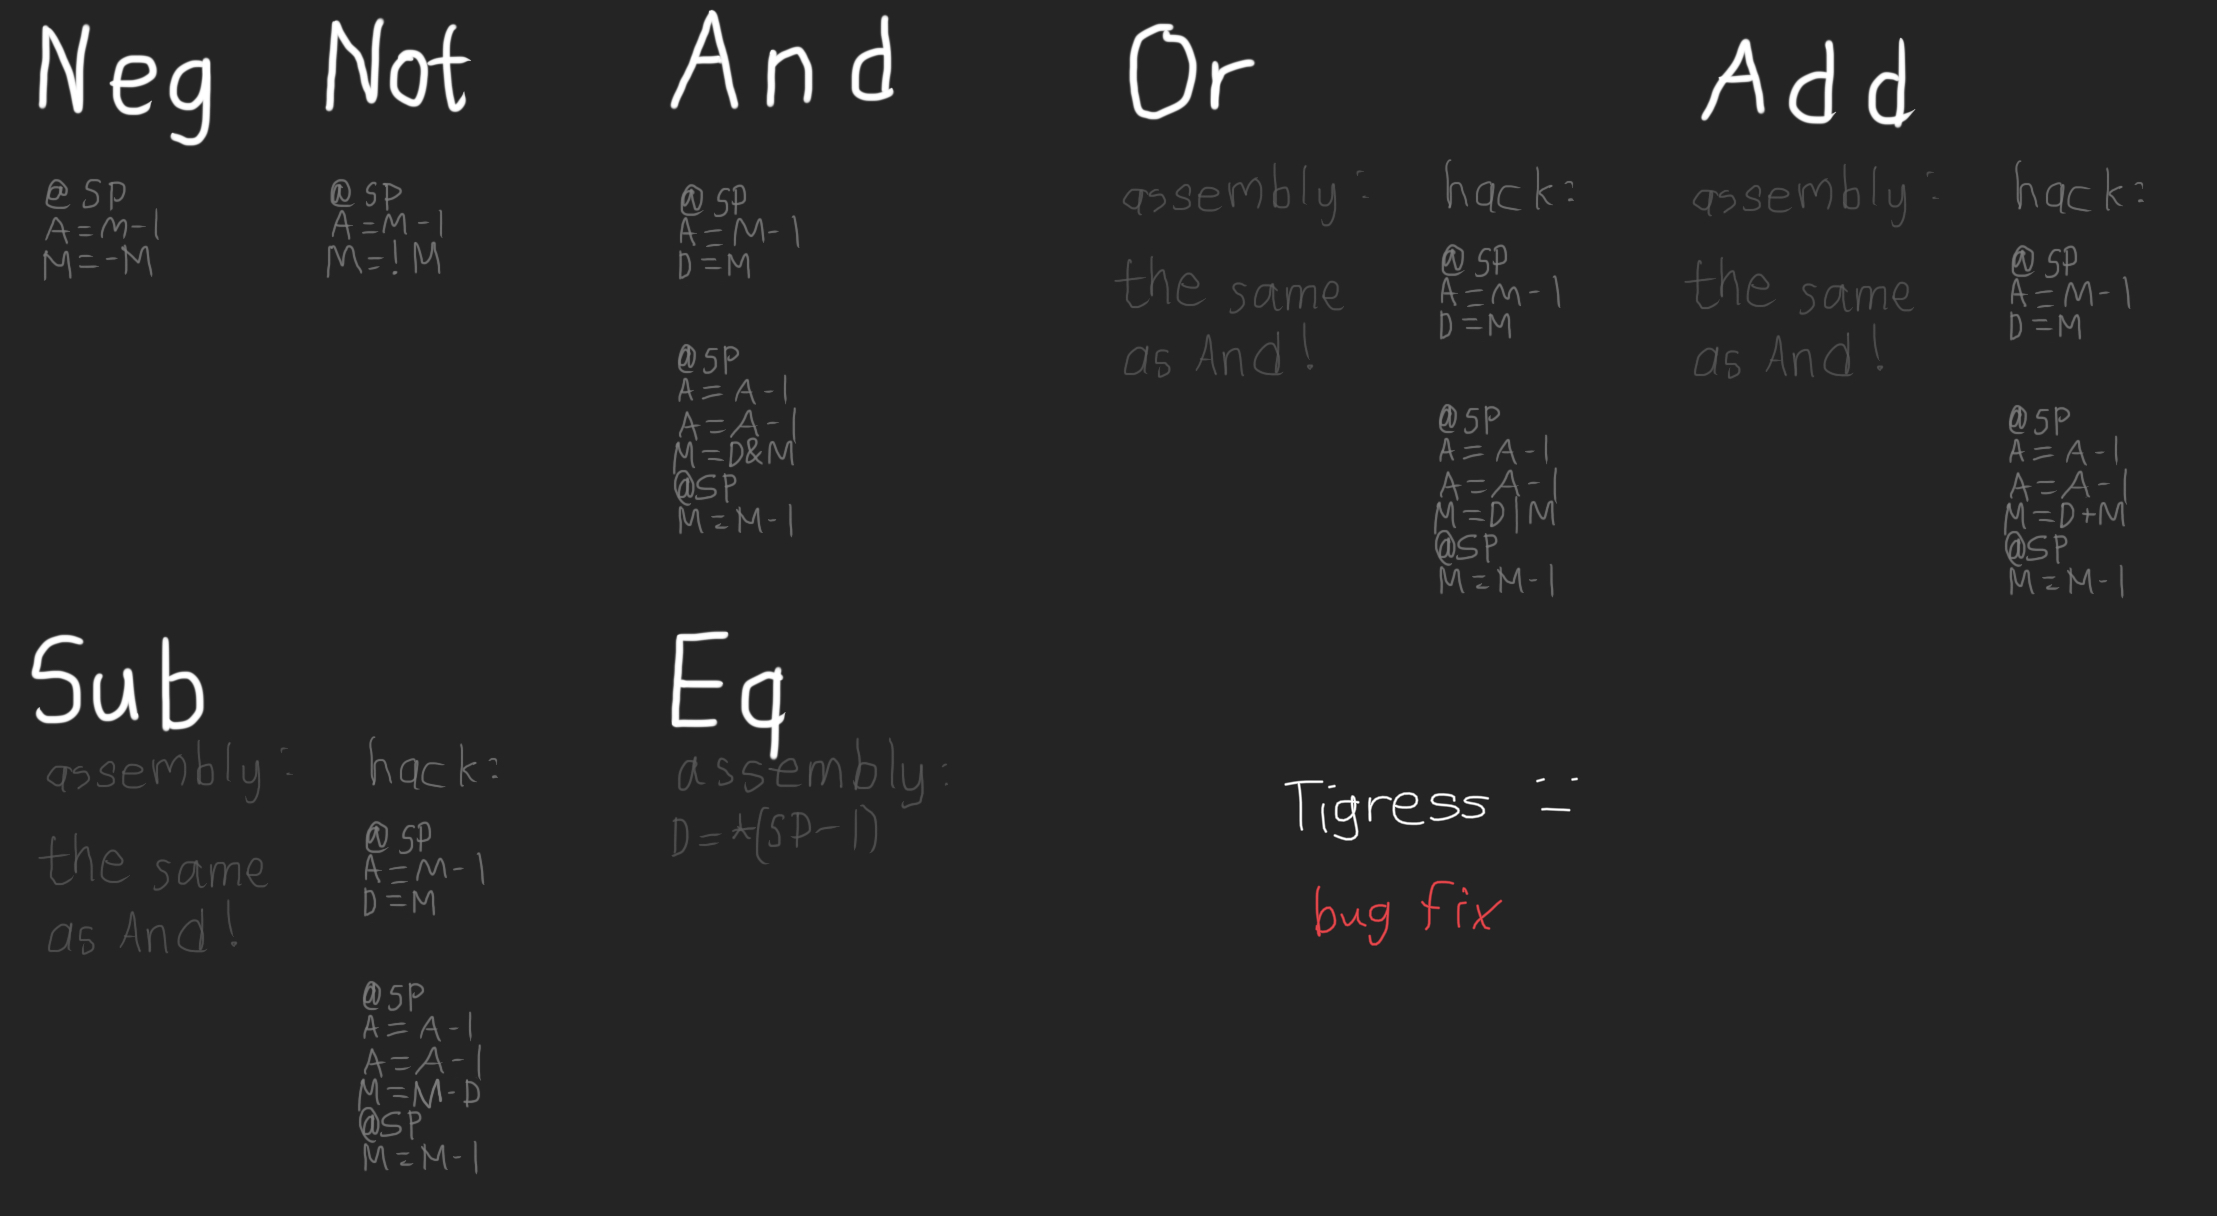 Neg
@SP
A=M-1
M=-M
Not
@SP
A=M-1
M=!M
And
@SP
A=M-1
D=M
@SP
A=A-1
A=A-1
M=D&M
@SP
M=M-1
Or
assembly:
the same
as And!
hack:
@SP
A=M-1
D=M
@SP
A=A-1
A=A-1
M=D|M
@SP
M=M-1
Add
assembly:
the same
as And!
hack:
@SP
A=M-1
D=M
@SP
A=A-1
A=A-1
M=D+M
@SP
M=M-1
Sub
assembly:
the same
as And!
hack:
@SP
A=M-1
D=M
@SP
A=A-1
A=A-1
M=M-D
@SP
M=M-1
Eq
assembly:
D=*(SP-1)
Tigress
bug fix